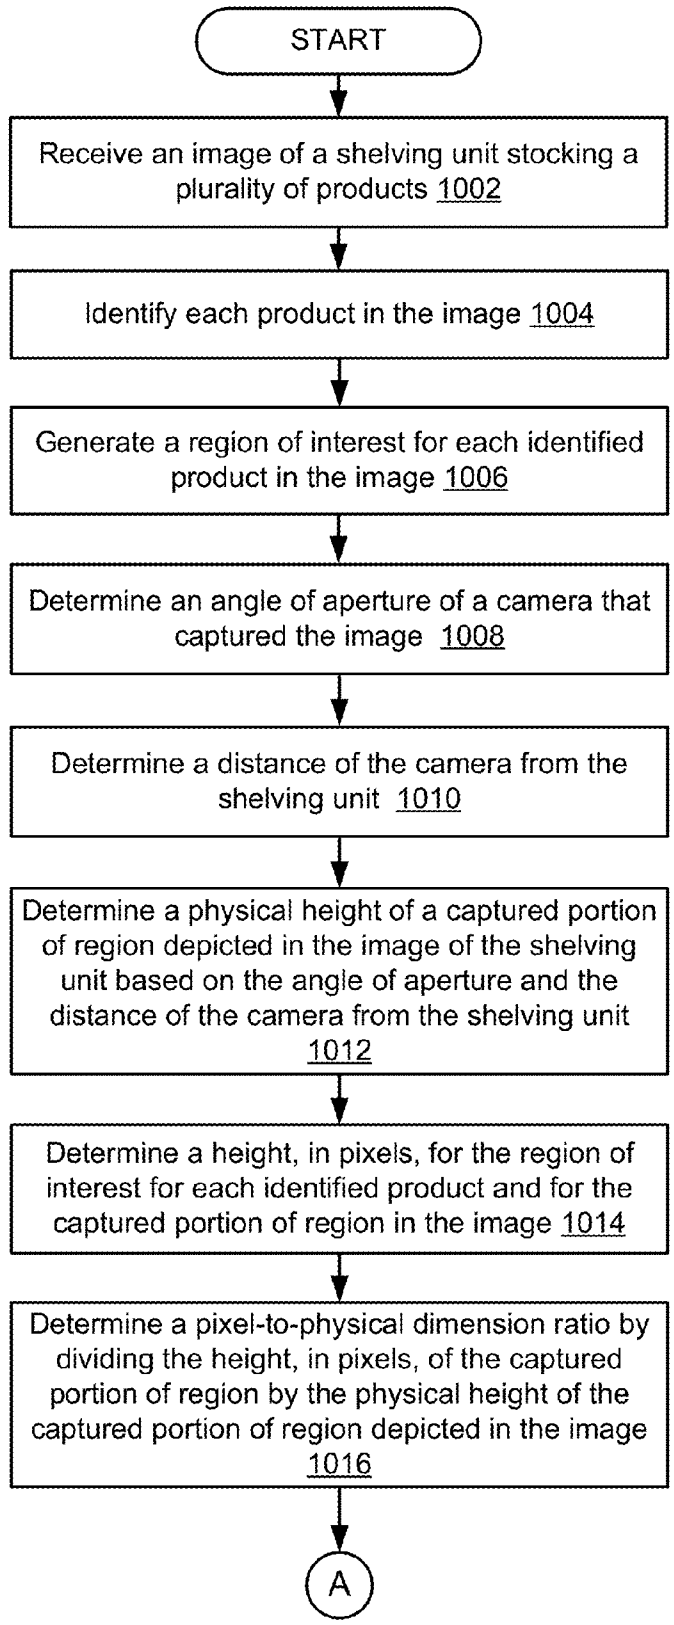 START
Receive an image of a shelving unit stocking a
plurality of products 1002
Identify each product in the image 1004
Generate a region of interest for each identified
product in the image 1006
Determine an angle of aperture of a camera that
captured the image 1008
Determine a distance of the camera from the
shelving unit 1010
Determine a physical height of a captured portion
of region depicted in the image of the shelving
unit based on the angle of aperture and the
distance of the camera from the shelving unit
1012
Determine a height, in pixels, for the region of
interest for each identified product and for the
captured portion of region in the image 1014
Determine a pixel-to-physical dimension ratio by
dividing the height, in pixels, of the captured
portion of region by the physical height of the
captured portion of region depicted in the image
1016
A